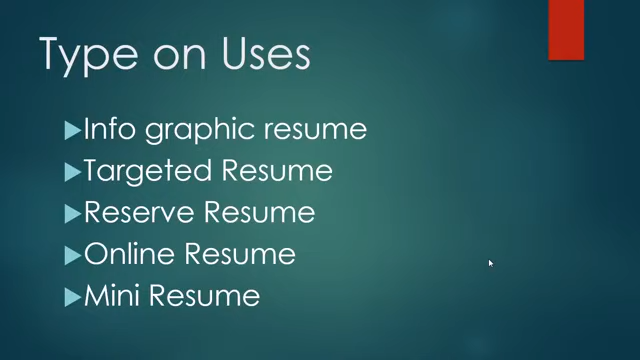 Type on Uses
Info graphic resume
Targeted Resume
Reserve Resume
Online Resume
Mini Resume